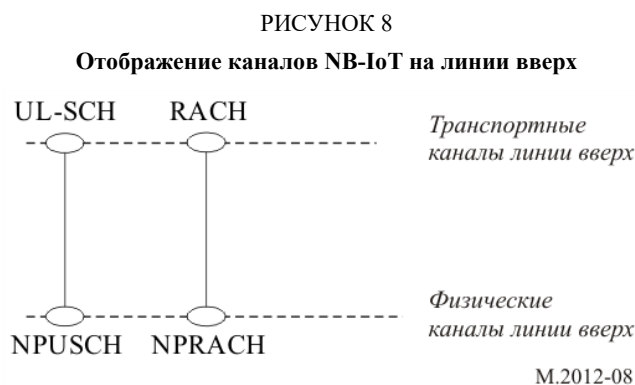 РИСУНОК 8
Отображение каналов NB-IoT на линии вверх
UL-SCH RACH
Транспортные
каналы линии вверх
Физические
каналы линии вверх
NPUSCH NPRACH
M.2012-08